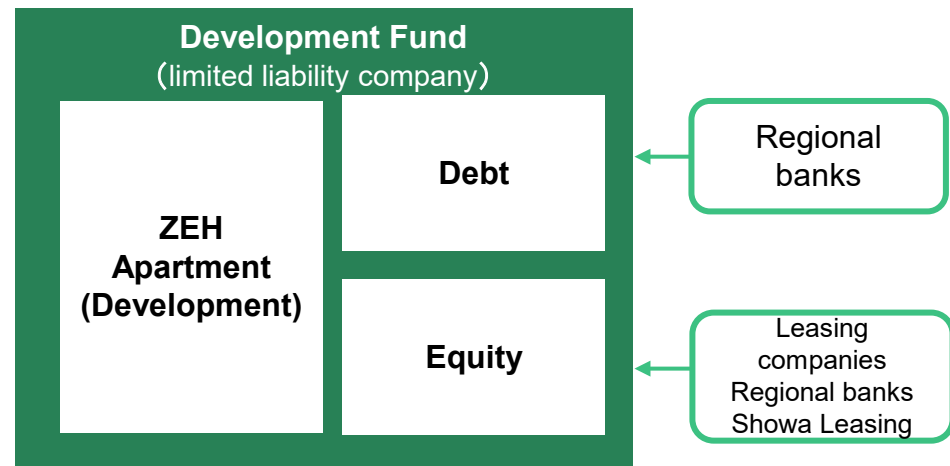 Development Fund
（limited liability company）
ZEH
Apartment
(Development)
Debt
Equity
Regional
banks
Leasing
companies
Regional banks
Showa Leasing